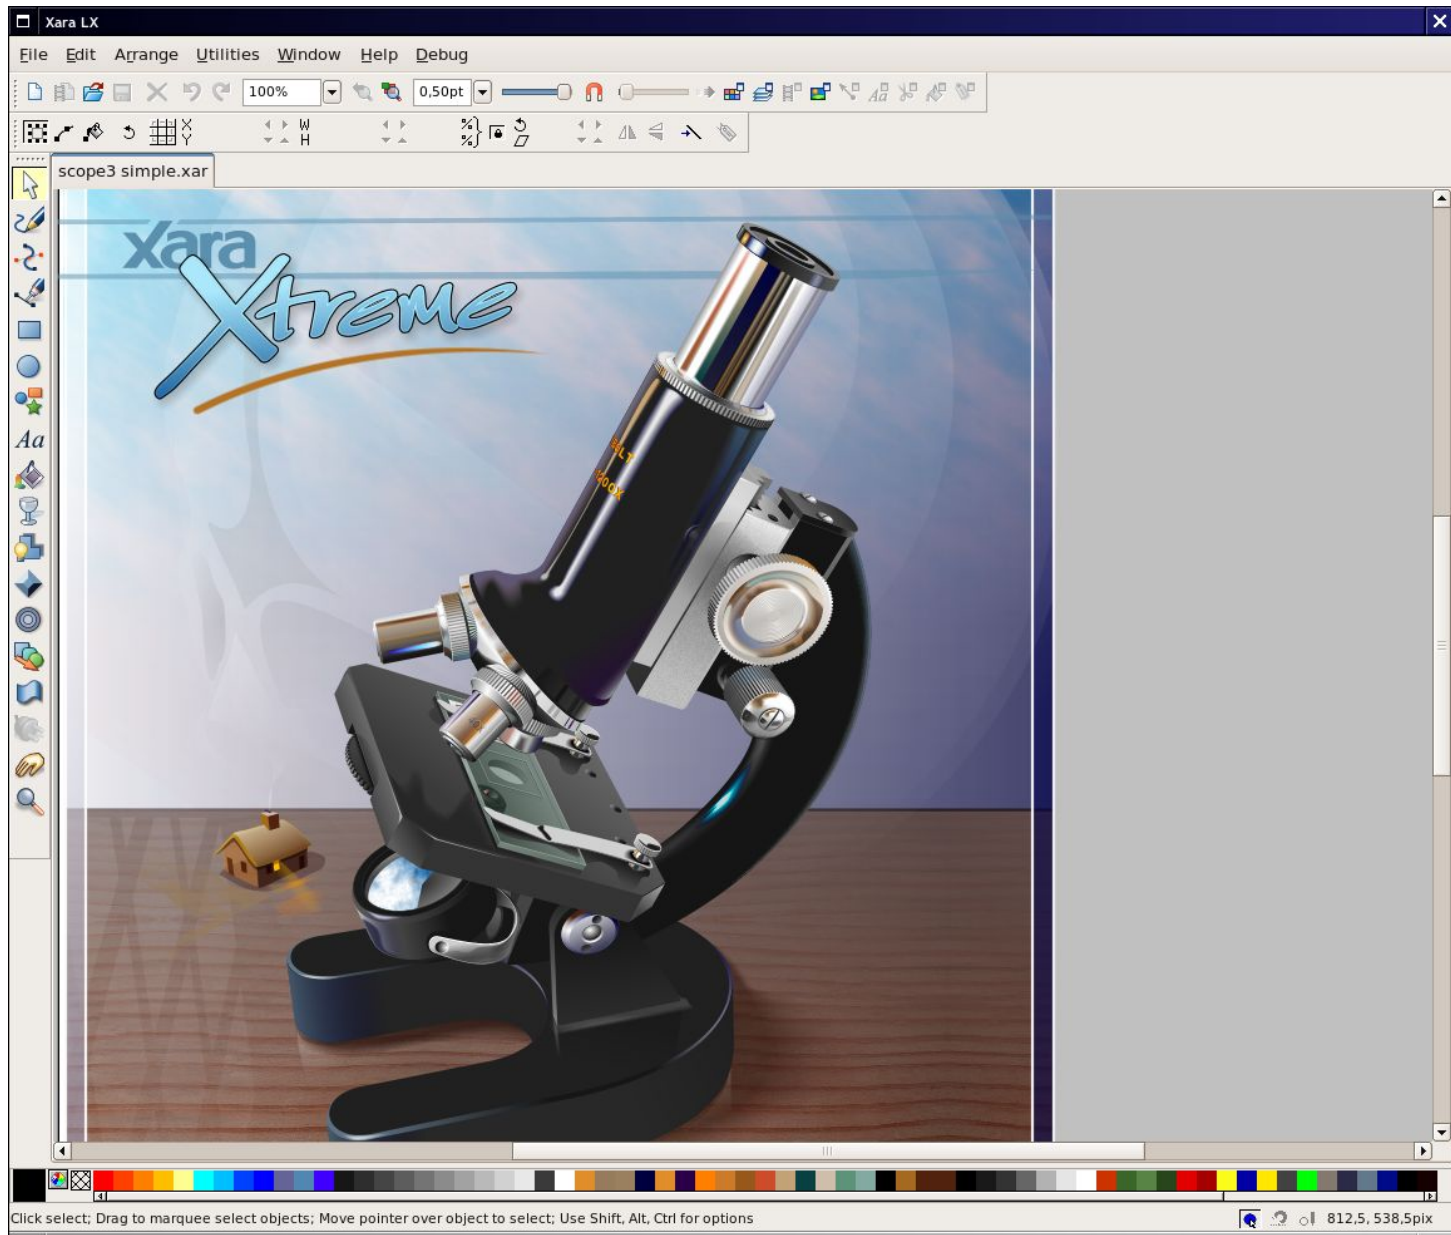 Xara LX
File Edit Arrange Utilities Window Help Debug
100% 0,50pt
X
Y
W
H
scope3 simple.xar
xara
Xtreme
Aa
Click select; Drag to marquee select objects; Move pointer over object to select; Use Shift, Alt, Ctrl for options
812,5, 538,5pix